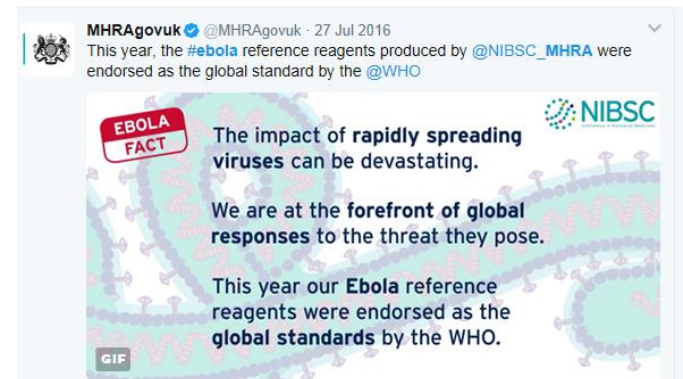 MHRAgovuk @MHRAgovuk · 27 Jul 2016
This year, the #ebola reference reagents produced by @NIBSC_MHRA were
endorsed as the global standard by the @WHO
EBOLA
FACT
NIBSC
The impact of rapidly spreading
viruses can be devastating.
We are at the forefront of global
responses to the threat they pose.
This year our Ebola reference
reagents were endorsed as the
global standards by the WHO.
GIF